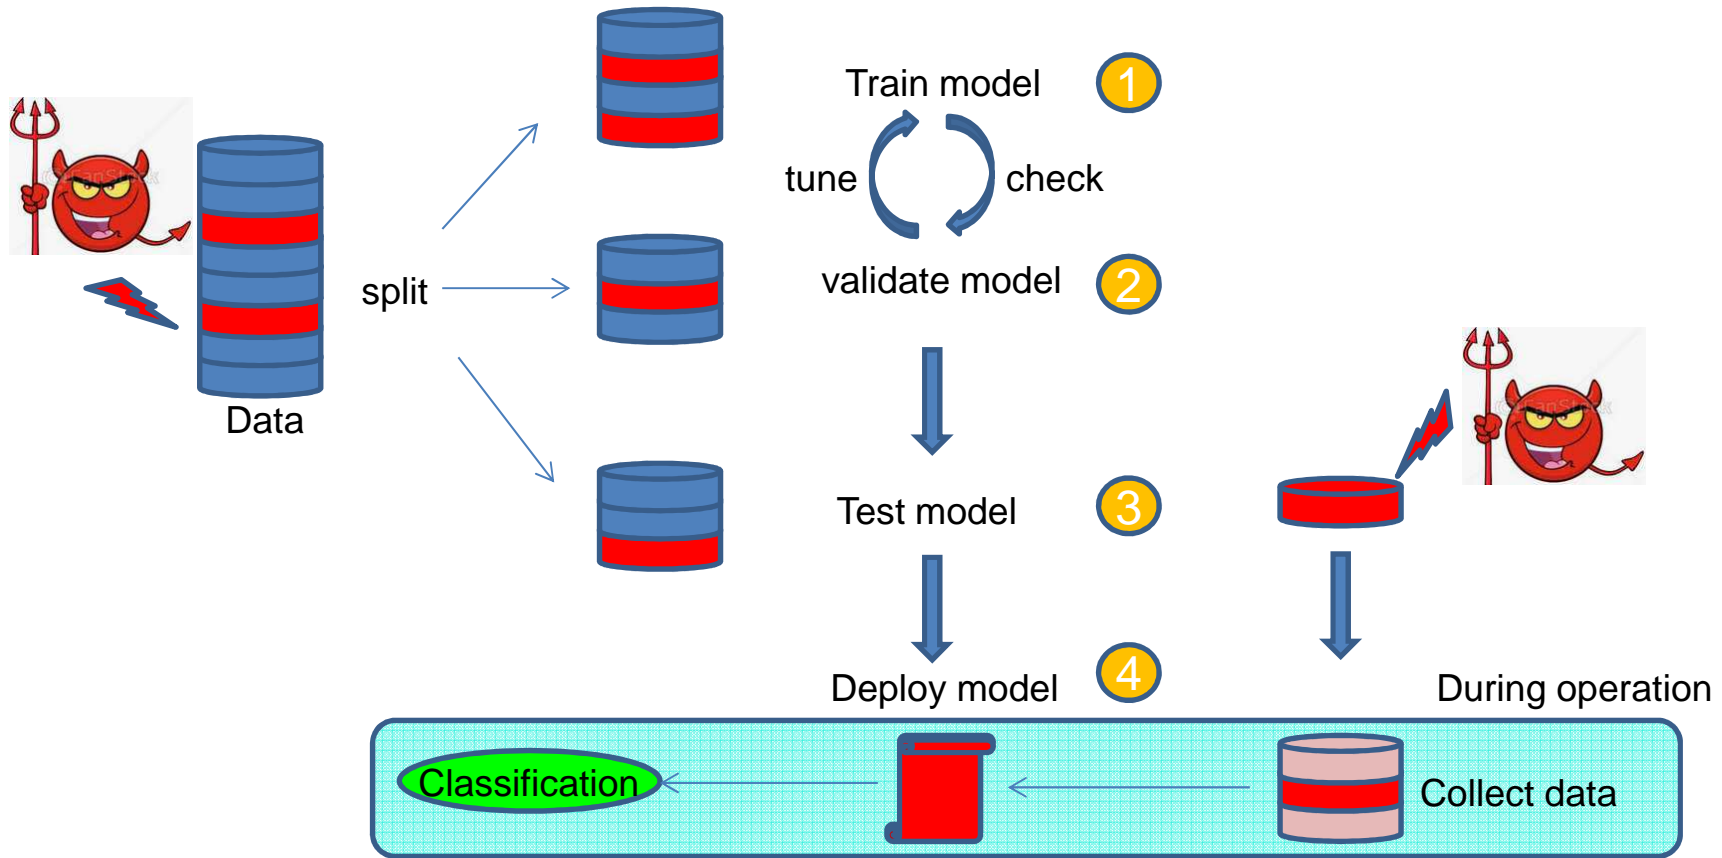 Train model
1
tune
check
split
validate model
2
Data
Test model
3
Deploy model
4
During operation
Classification
Collect data